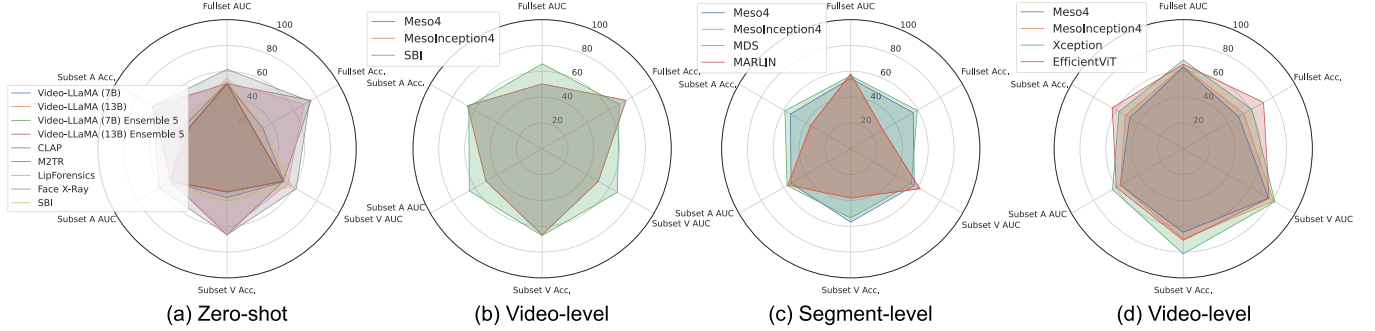 Fullset AUC
100
80
60
40
20
Fullset Acc.
Subset A Acc.
Video-LLaMA (7B)
Video-LLaMA (13B)
Video-LLaMA (7B) Ensemble 5
Video-LLaMA (13B) Ensemble 5
CLAP
M2TR
LipForensics
Face X-Ray
SBI
Subset A AUC
Subset V AUC
Subset V Acc.
(a) Zero-shot
Fullset AUC
Meso4
MesoInception4
SBI
100
80
60
40
20
Fullset Acc.
Subset A Acc.
Subset A AUC
Subset V AUC
Subset V Acc.
(b) Video-level
Fullset AUC
Meso4
MesoInception4
MDS
MARLIN
100
80
60
40
20
Fullset Acc.
Subset A Acc.
Subset A AUC
Subset V AUC
Subset V Acc.
(c) Segment-level
Fullset AUC
Meso4
MesoInception4
Xception
EfficientViT
100
80
60
40
20
Fullset Acc.
Subset A Acc.
Subset A AUC
Subset V AUC
Subset V Acc.
(d) Video-level